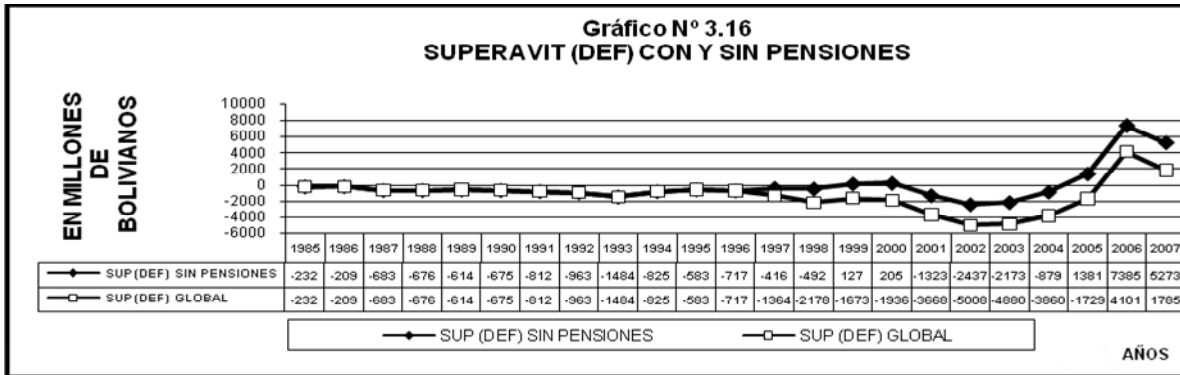 Gráfico Nº 3.16
SUPERAVIT (DEF) CON Y SIN PENSIONES
EN MILLONES
DE
BOLIVIANOS
10000
8000
6000
4000
2000
0
-2000
-4000
-6000
1985 1986 1987 1988 1989 1990 1991 1992 1993 1994 1995 1996 1997 1998 1999 2000 2001 2002 2003 2004 2005 2006 2007
SUP (DEF) SIN PENSIONES -232 -209 -683 -676 -614 -675 -812 -963 -1484 -825 -583 -717 -416 -492 127 205 -1323 -2437 -2173 -879 1381 7385 5273
SUP (DEF) GLOBAL -232 -209 -683 -676 -614 -675 -812 -963 -1484 -825 -583 -717 -1364 -2178 -1673 -1936 -3668 -5008 -4880 -3860 -1729 4101 1785
SUP (DEF) SIN PENSIONES SUP (DEF) GLOBAL
AÑOS